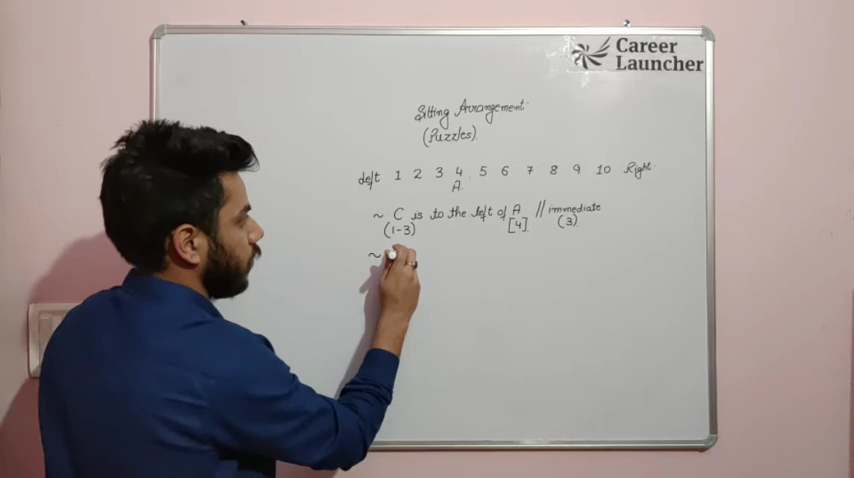 Career
Launcher
Sitting Arrangement
(Puzzles)
Left 1 2 3 4 5 6 7 8 9 10 Right
A
~ C is to the left of A // immediate
(1-3) [4] (3)
~